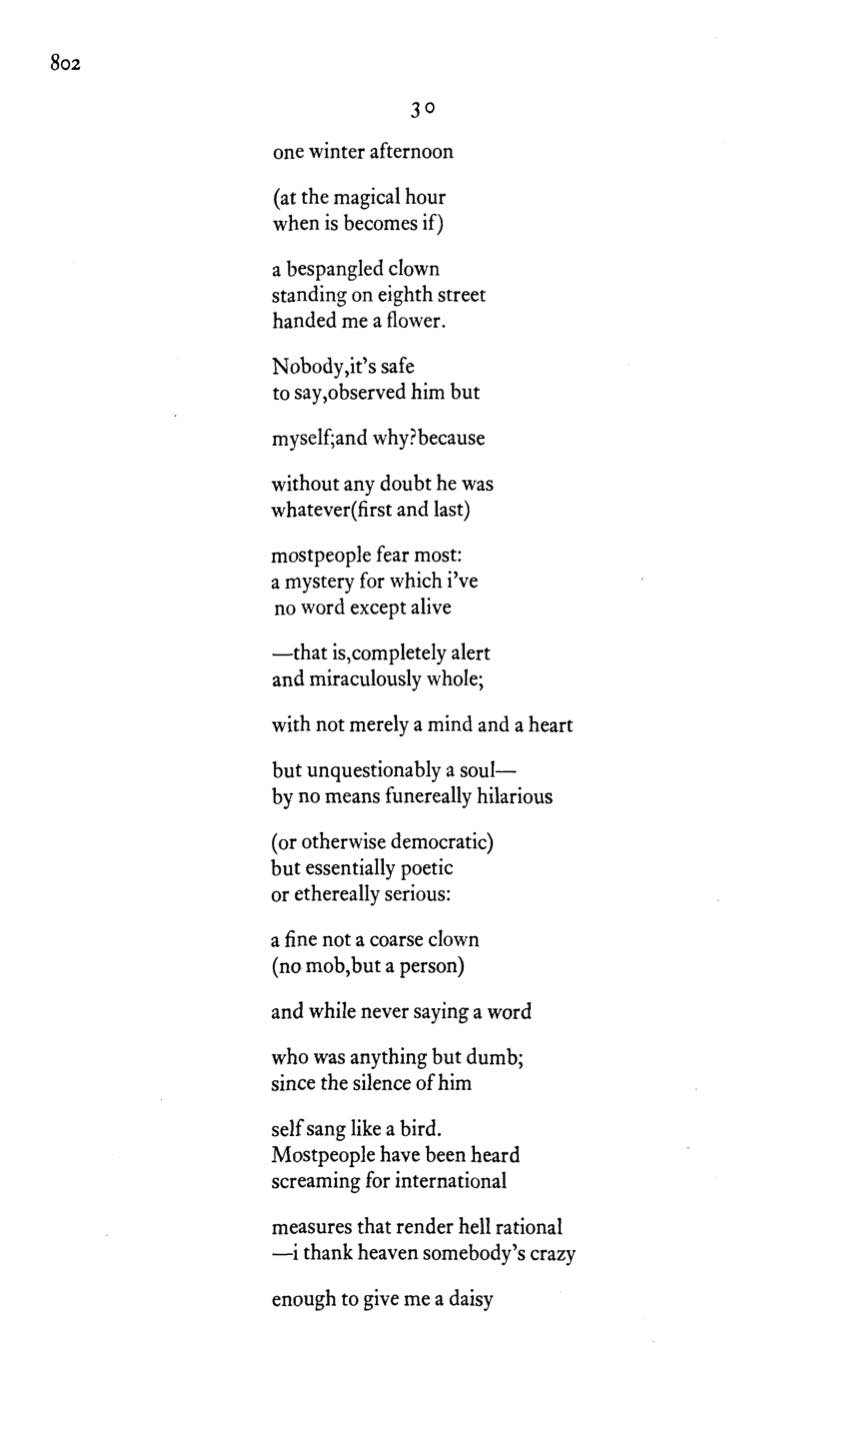 802
30
one winter afternoon
(at the magical hour
when is becomes if)
a bespangled clown
standing on eighth street
handed me a flower.
Nobody,it's safe
to say,observed him but
myself;and why?because
without any doubt he was
whatever(first and last)
mostpeople fear most:
a mystery for which i've
no word except alive
—that is,completely alert
and miraculously whole;
with not merely a mind and a heart
but unquestionably a soul—
by no means funereally hilarious
(or otherwise democratic)
but essentially poetic
or ethereally serious:
a fine not a coarse clown
(no mob,but a person)
and while never saying a word
who was anything but dumb;
since the silence of him
self sang like a bird.
Mostpeople have been heard
screaming for international
measures that render hell rational
—i thank heaven somebody's crazy
enough to give me a daisy